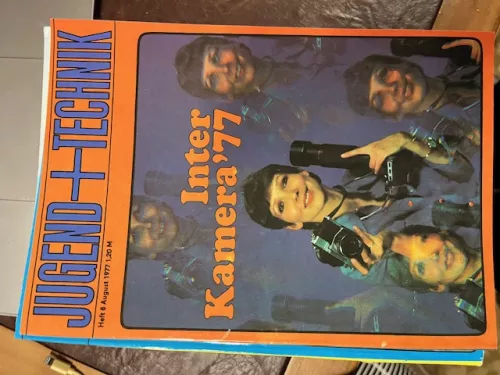 JUGEND + TECHNIK
Heft 8 August 1977 1,20 M
Inter
Kamera '77